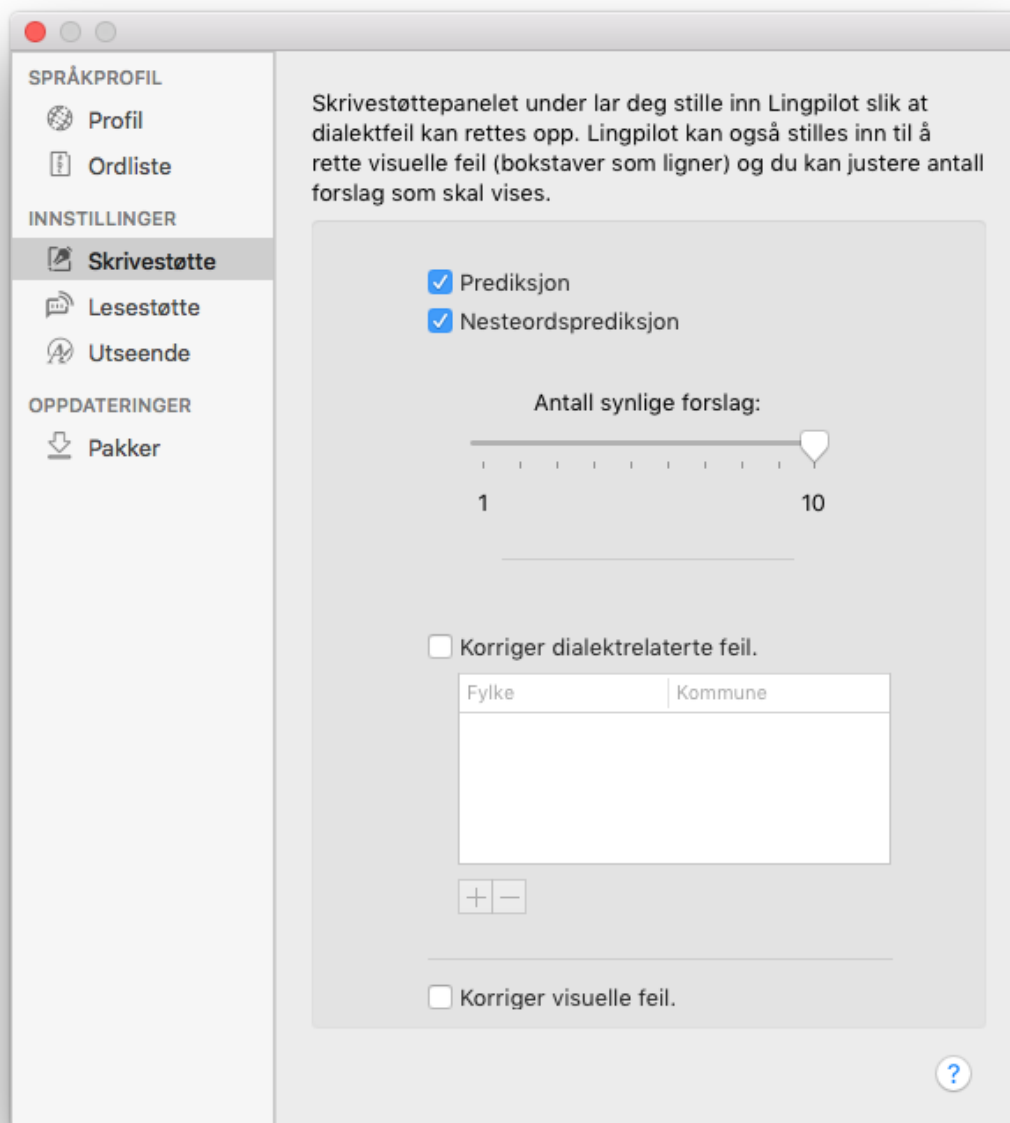 SPRÅKPROFIL
Profil
Ordliste
INNSTILLINGER
Skrivestøtte
Lesestøtte
Utseende
OPPDATERINGER
Pakker
Skrivestøttepanelet under lar deg stille inn Lingpilot slik at
dialektfeil kan rettes opp. Lingpilot kan også stilles inn til å
rette visuelle feil (bokstaver som ligner) og du kan justere antall
forslag som skal vises.
Prediksjon
Nesteordsprediksjon
Antall synlige forslag:
1 10
Korriger dialektrelaterte feil.
Fylke Kommune
Korriger visuelle feil.
?